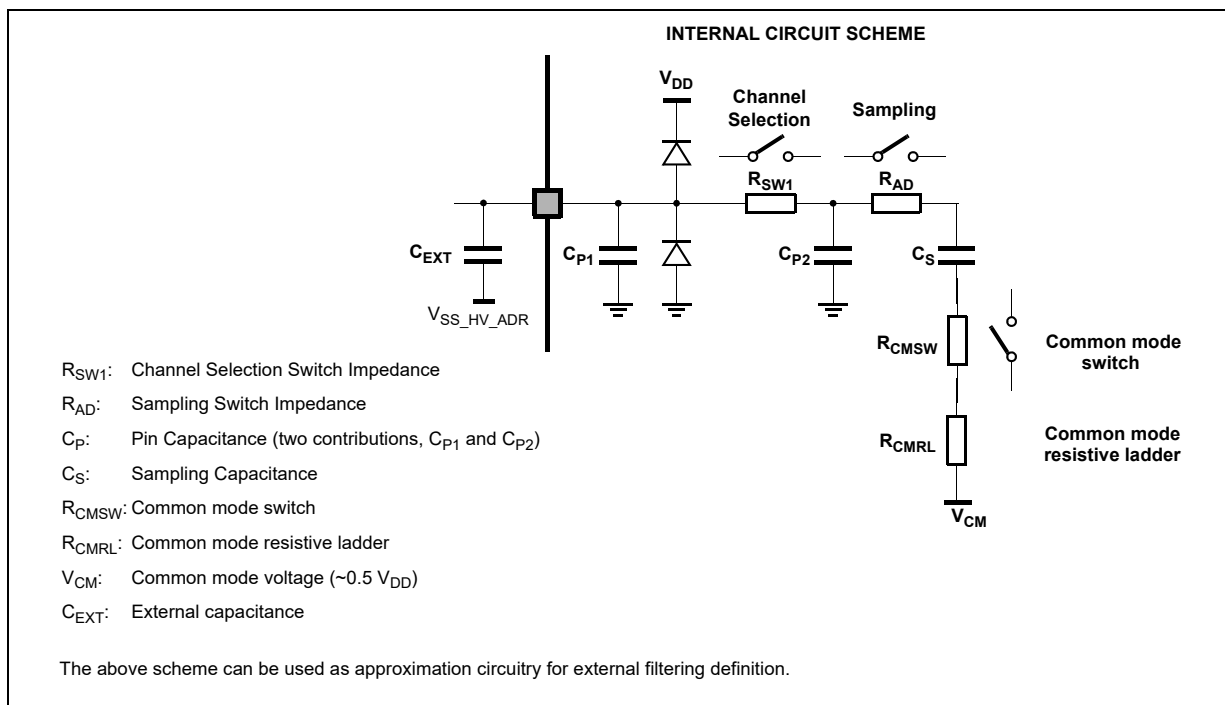 INTERNAL CIRCUIT SCHEME
VDD
Channel
Selection
Sampling
RSW1
RAD
CEXT
CP1
CP2
CS
VSS_HV_ADR
RCMSW
Common mode
switch
RCMRL
Common mode
resistive ladder
VCM
RSW1: Channel Selection Switch Impedance
RAD: Sampling Switch Impedance
CP: Pin Capacitance (two contributions, CP1 and CP2)
CS: Sampling Capacitance
RCMSW: Common mode switch
RCMRL: Common mode resistive ladder
VCM: Common mode voltage (~0.5 VDD)
CEXT: External capacitance
The above scheme can be used as approximation circuitry for external filtering definition.